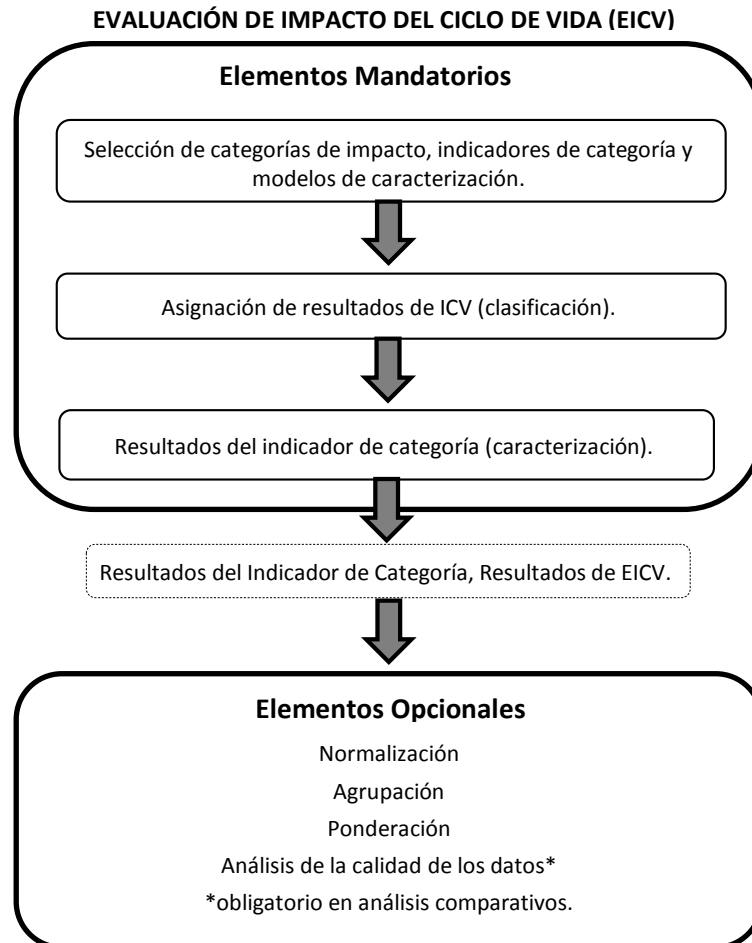 EVALUACIÓN DE IMPACTO DEL CICLO DE VIDA (EICV)
Elementos Mandatorios
Selección de categorías de impacto, indicadores de categoría y
modelos de caracterización.
Asignación de resultados de ICV (clasificación).
Resultados del indicador de categoría (caracterización).
Resultados del Indicador de Categoría, Resultados de EICV.
Elementos Opcionales
Normalización
Agrupación
Ponderación
Análisis de la calidad de los datos*
*obligatorio en análisis comparativos.